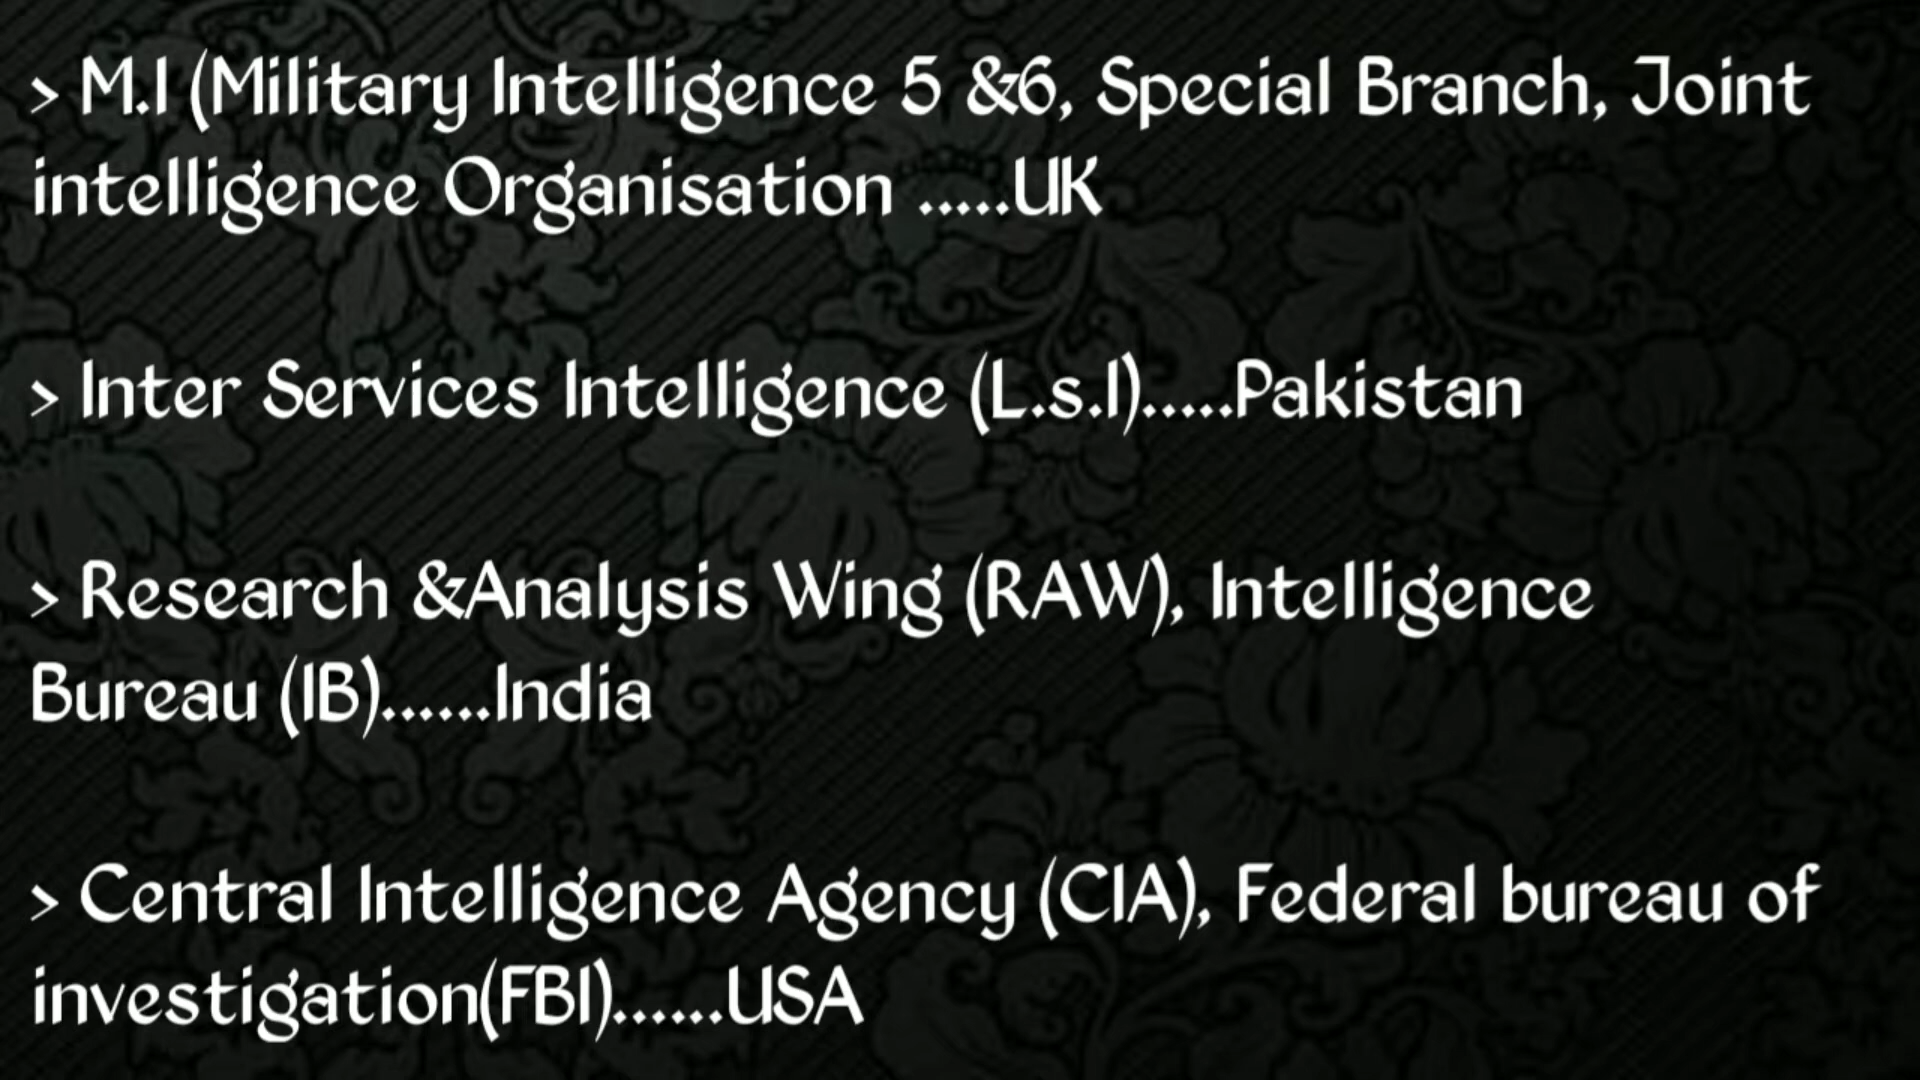 > M.I (Military Intelligence 5 &6, Special Branch, Joint
intelligence Organisation .....UK
> Inter Services Intelligence (L.s.I).....Pakistan
> Research &Analysis Wing (RAW), Intelligence
Bureau (IB)......India
> Central Intelligence Agency (CIA), Federal bureau of
investigation(FBI)......USA